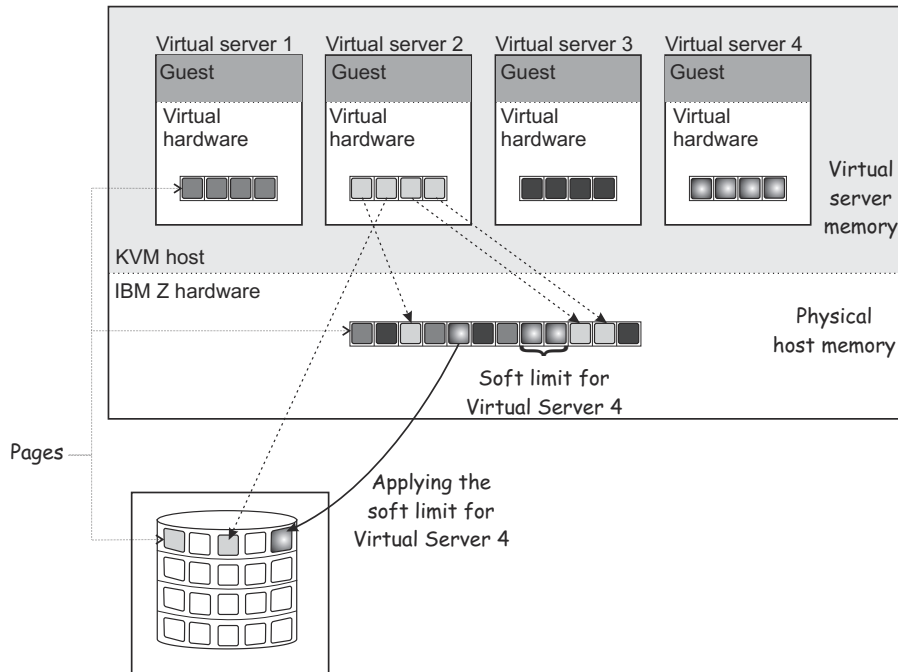 Virtual server 1
Virtual server 2
Virtual server 3
Virtual server 4
Guest
Guest
Guest
Guest
Virtual
hardware
Virtual
hardware
Virtual
hardware
Virtual
hardware
Virtual
server
memory
KVM host
IBM Z hardware
Physical
host memory
Soft limit for
Virtual Server 4
Pages
Applying the
soft limit for
Virtual Server 4